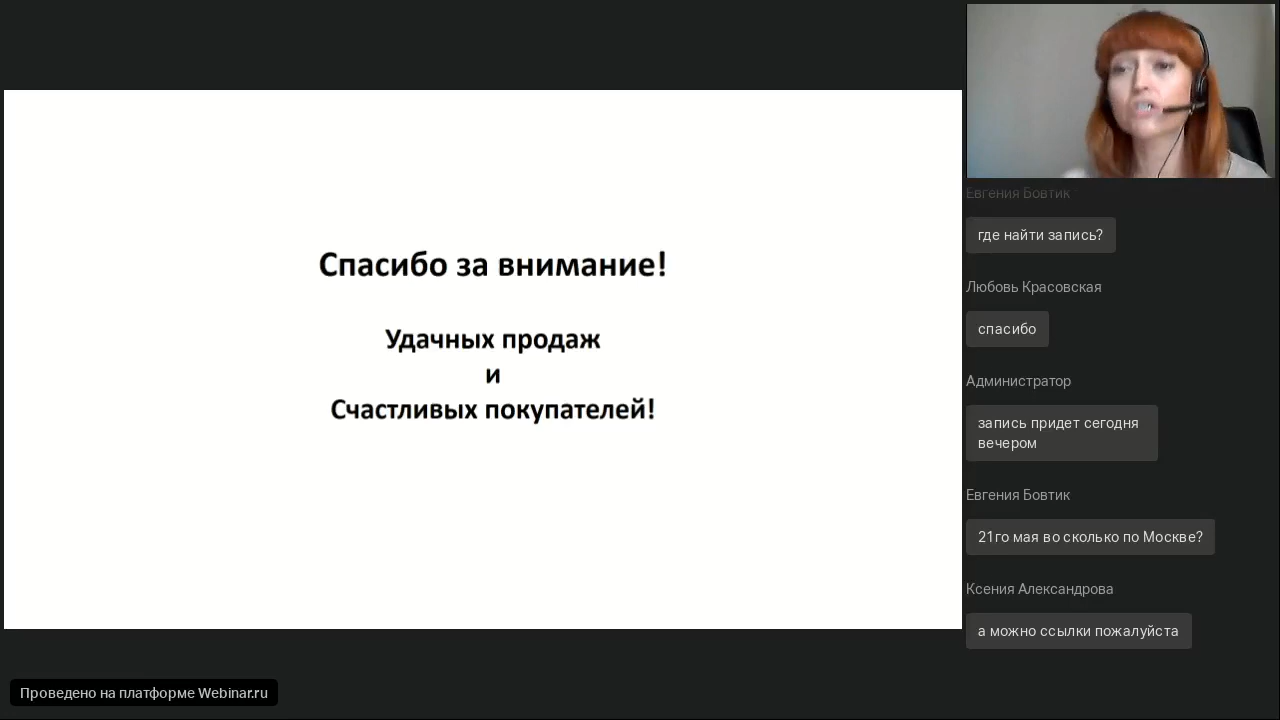 Спасибо за внимание!
Удачных продаж
и
Счастливых покупателей!
Евгения Бовтик
где найти запись?
Любовь Красовская
спасибо
Администратор
запись придет сегодня
вечером
Евгения Бовтик
21го мая во сколько по Москве?
Ксения Александрова
а можно ссылки пожалуйста
Проведено на платформе Webinar.ru